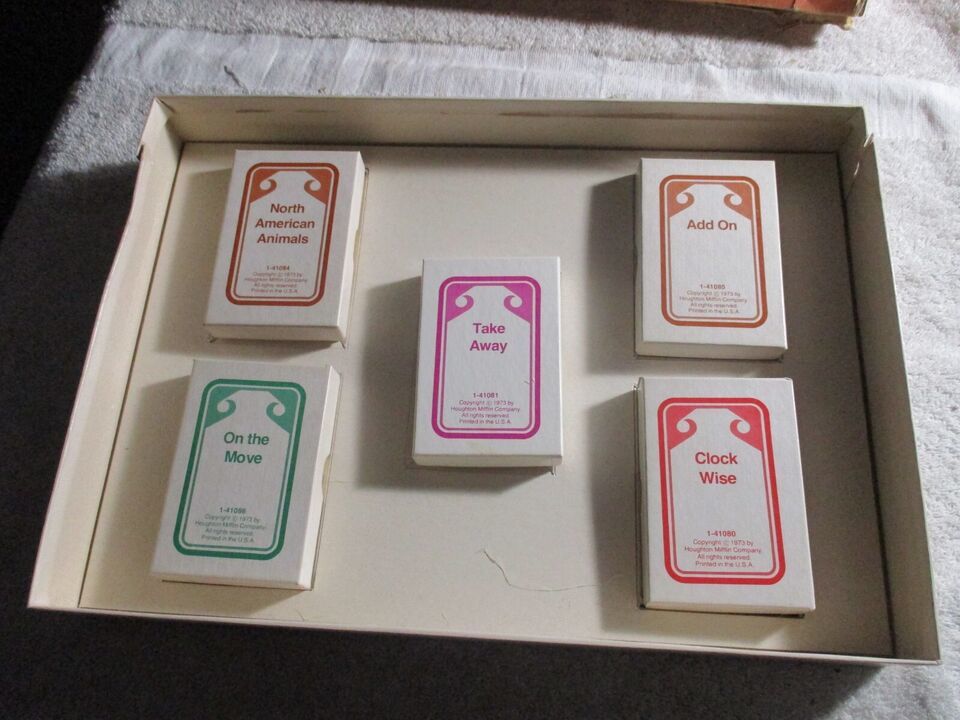 North
American
Animals
1-41084
Copyright © 1973 by
Houghton Mifflin Company.
All rights reserved.
Printed in the U.S.A.
Add On
1-41085
Copyright © 1973 by
Houghton Mifflin Company.
All rights reserved.
Printed in the U.S.A.
Take
Away
1-41081
Copyright © 1973 by
Houghton Mifflin Company.
All rights reserved.
Printed in the U.S.A.
On the
Move
1-41086
Copyright © 1973 by
Houghton Mifflin Company.
All rights reserved.
Printed in the U.S.A.
Clock
Wise
1-41080
Copyright © 1973 by
Houghton Mifflin Company.
All rights reserved.
Printed in the U.S.A.